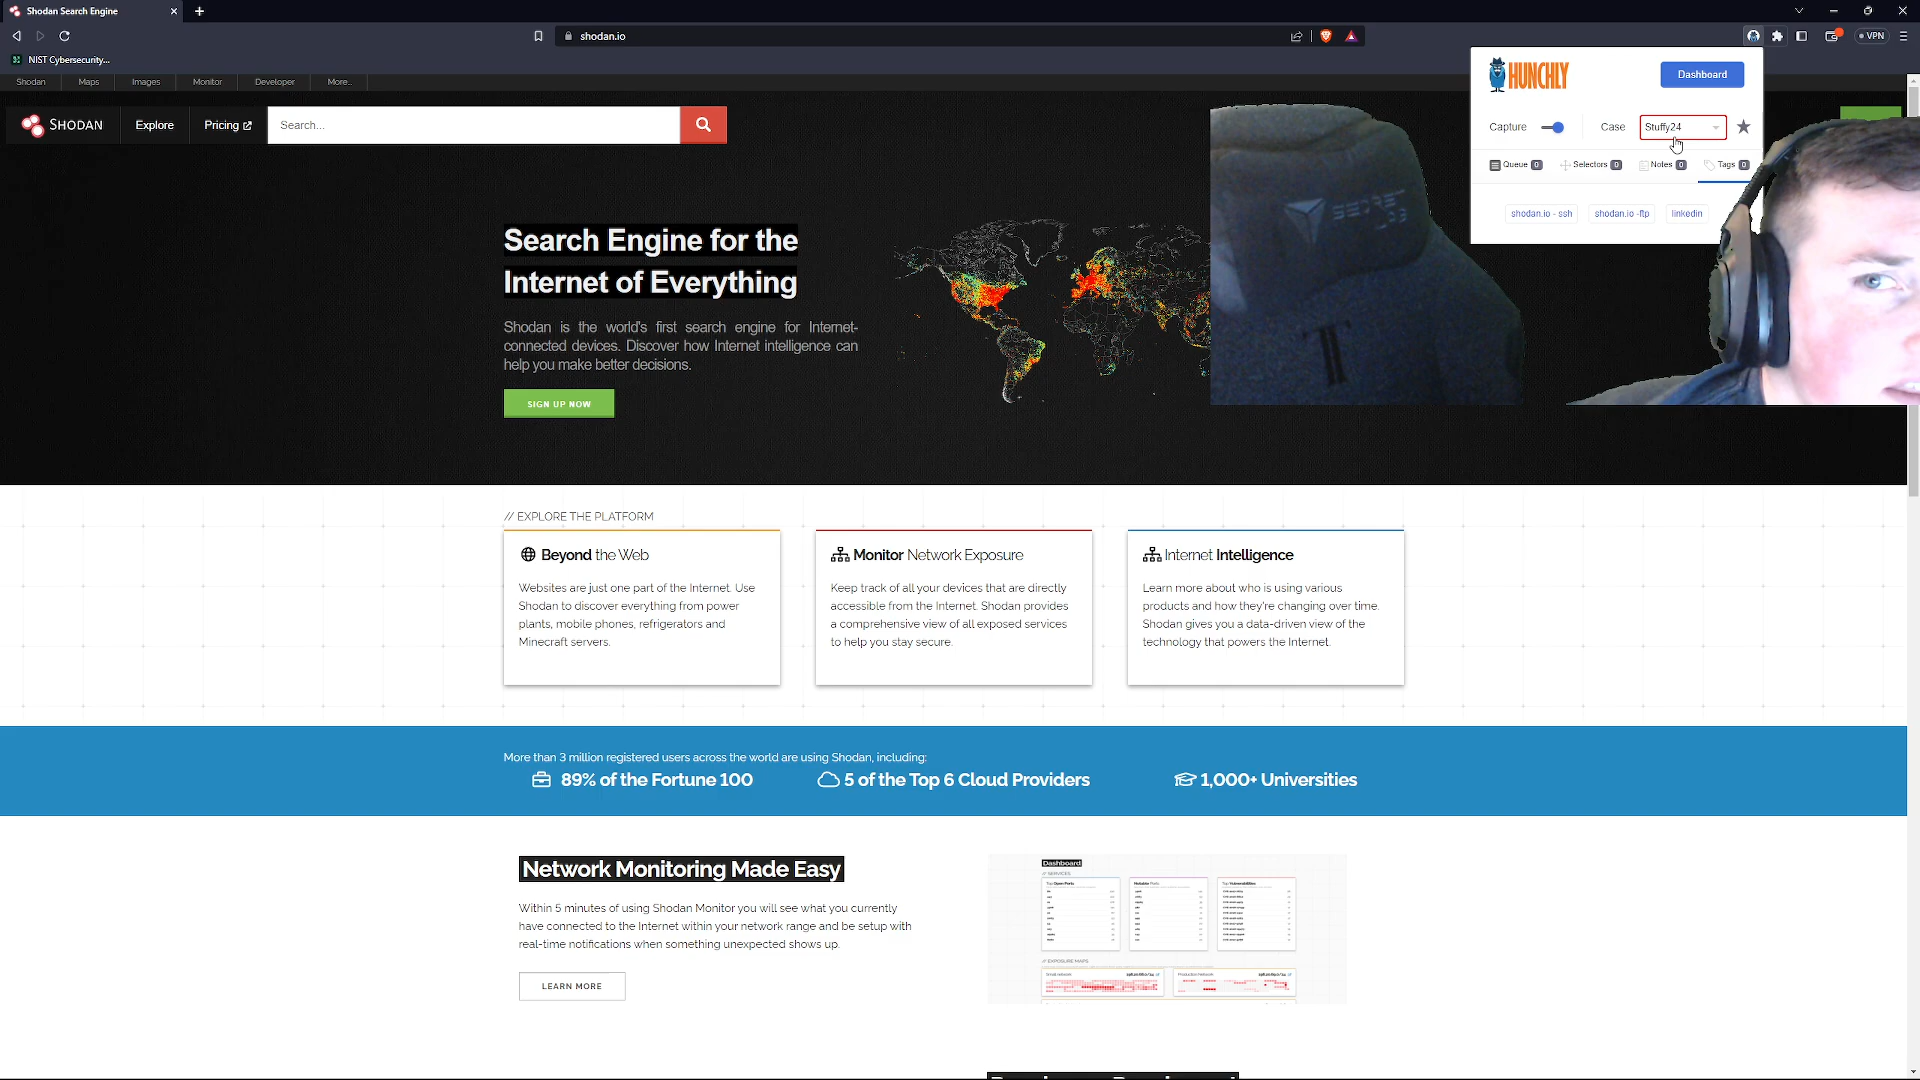 Shodan Search Engine
shodan.io
VPN
NIST Cybersecurity...
Shodan
Maps
Images
Monitor
Developer
More...
SHODAN
Explore
Pricing
Search...
HUNCHLY
Dashboard
Capture
Case
Stuffy24
Queue 0
Selectors 0
Notes 0
Tags 0
shodan.io - ssh
shodan.io -ftp
linkedin
Search Engine for the
Internet of Everything
Shodan is the world's first search engine for Internet-
connected devices. Discover how Internet intelligence can
help you make better decisions.
SIGN UP NOW
// EXPLORE THE PLATFORM
Beyond the Web
Websites are just one part of the Internet. Use
Shodan to discover everything from power
plants, mobile phones, refrigerators and
Minecraft servers.
Monitor Network Exposure
Keep track of all your devices that are directly
accessible from the Internet. Shodan provides
a comprehensive view of all exposed services
to help you stay secure.
Internet Intelligence
Learn more about who is using various
products and how they're changing over time.
Shodan gives you a data-driven view of the
technology that powers the Internet.
More than 3 million registered users across the world are using Shodan, including:
89% of the Fortune 100
5 of the Top 6 Cloud Providers
1,000+ Universities
Network Monitoring Made Easy
Within 5 minutes of using Shodan Monitor you will see what you currently
have connected to the Internet within your network range and be setup with
real-time notifications when something unexpected shows up.
LEARN MORE
Dashboard
// SERVICES
Top Open Ports
Notable Ports
Top Vulnerabilities
// EXPOSURE MAPS